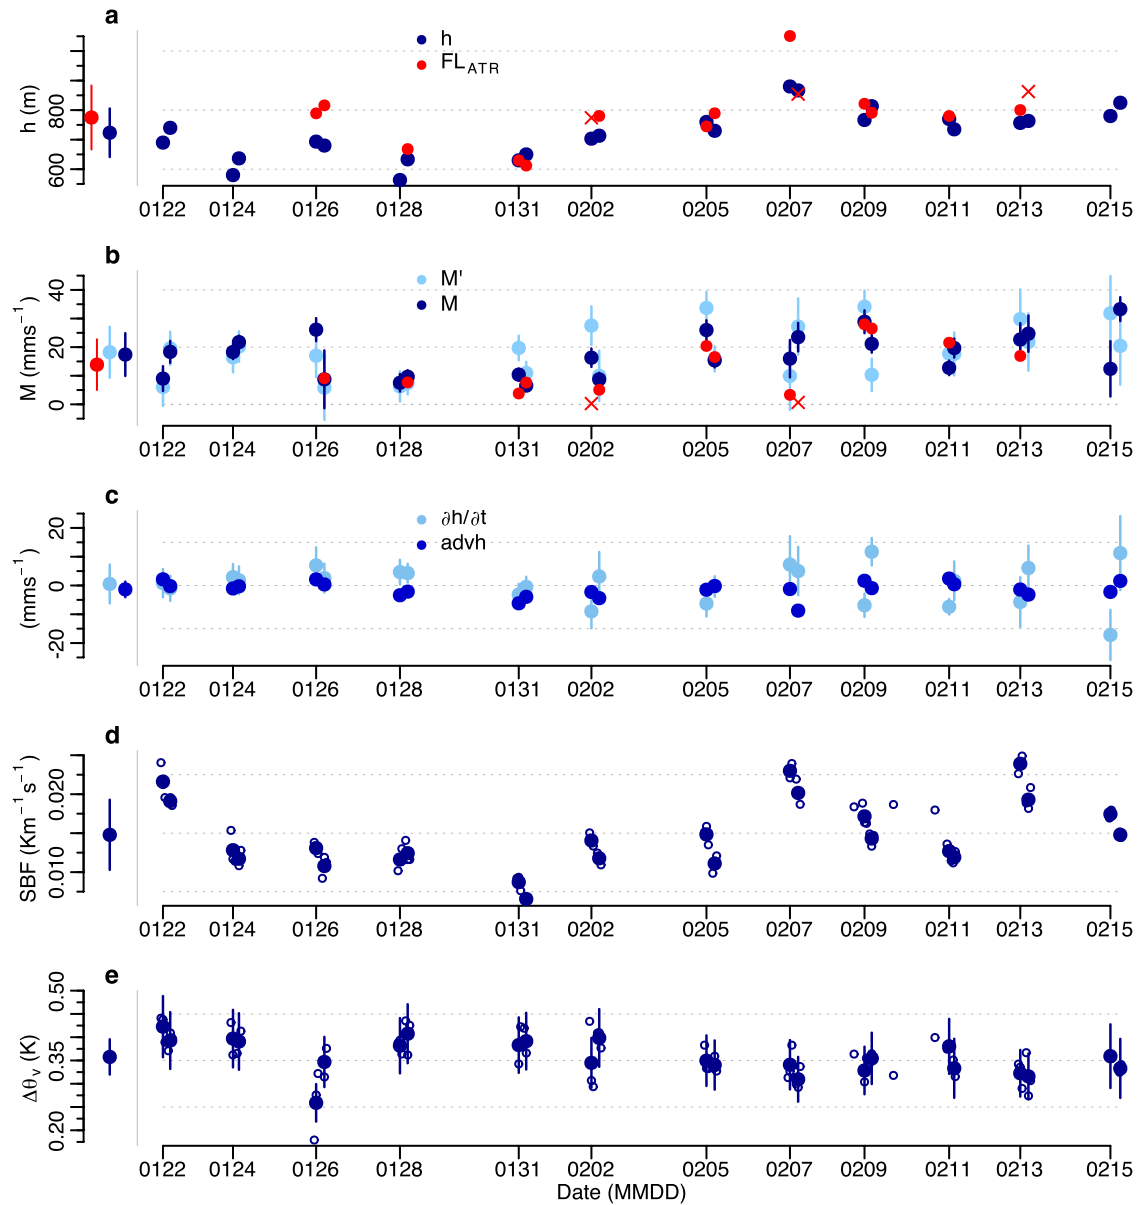 a
h (m)
600
800
h
FL_ATR
0122 0124 0126 0128 0131 0202 0205 0207 0209 0211 0213 0215
b
M (mms⁻¹)
0
20
40
M'
M
0122 0124 0126 0128 0131 0202 0205 0207 0209 0211 0213 0215
c
(mms⁻¹)
-20
0
20
∂h/∂t
advh
0122 0124 0126 0128 0131 0202 0205 0207 0209 0211 0213 0215
d
SBF (Km⁻¹ s⁻¹)
0.010
0.020
0122 0124 0126 0128 0131 0202 0205 0207 0209 0211 0213 0215
e
Δθᵥ (K)
0.20
0.35
0.50
0122 0124 0126 0128 0131 0202 0205 0207 0209 0211 0213 0215
Date (MMDD)